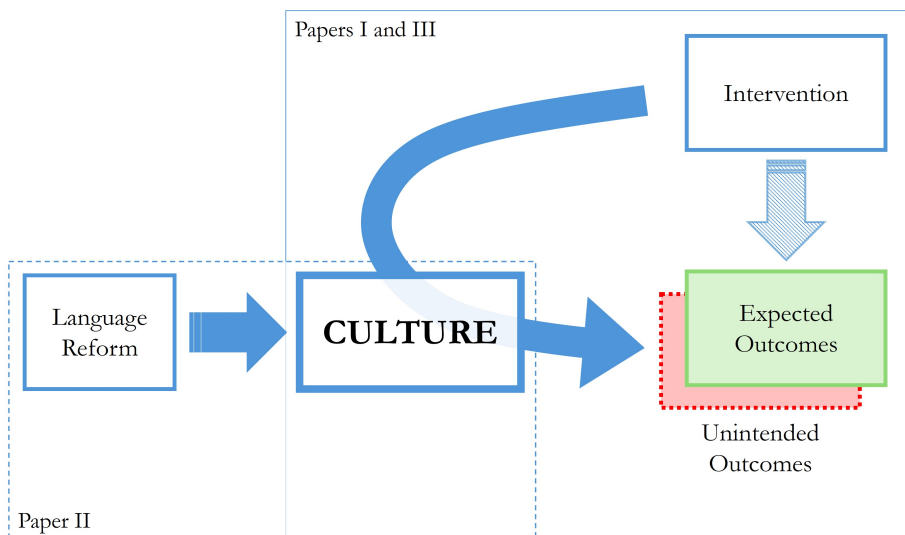 Papers I and III
Intervention
Language
Reform
CULTURE
Expected
Outcomes
Unintended
Outcomes
Paper II